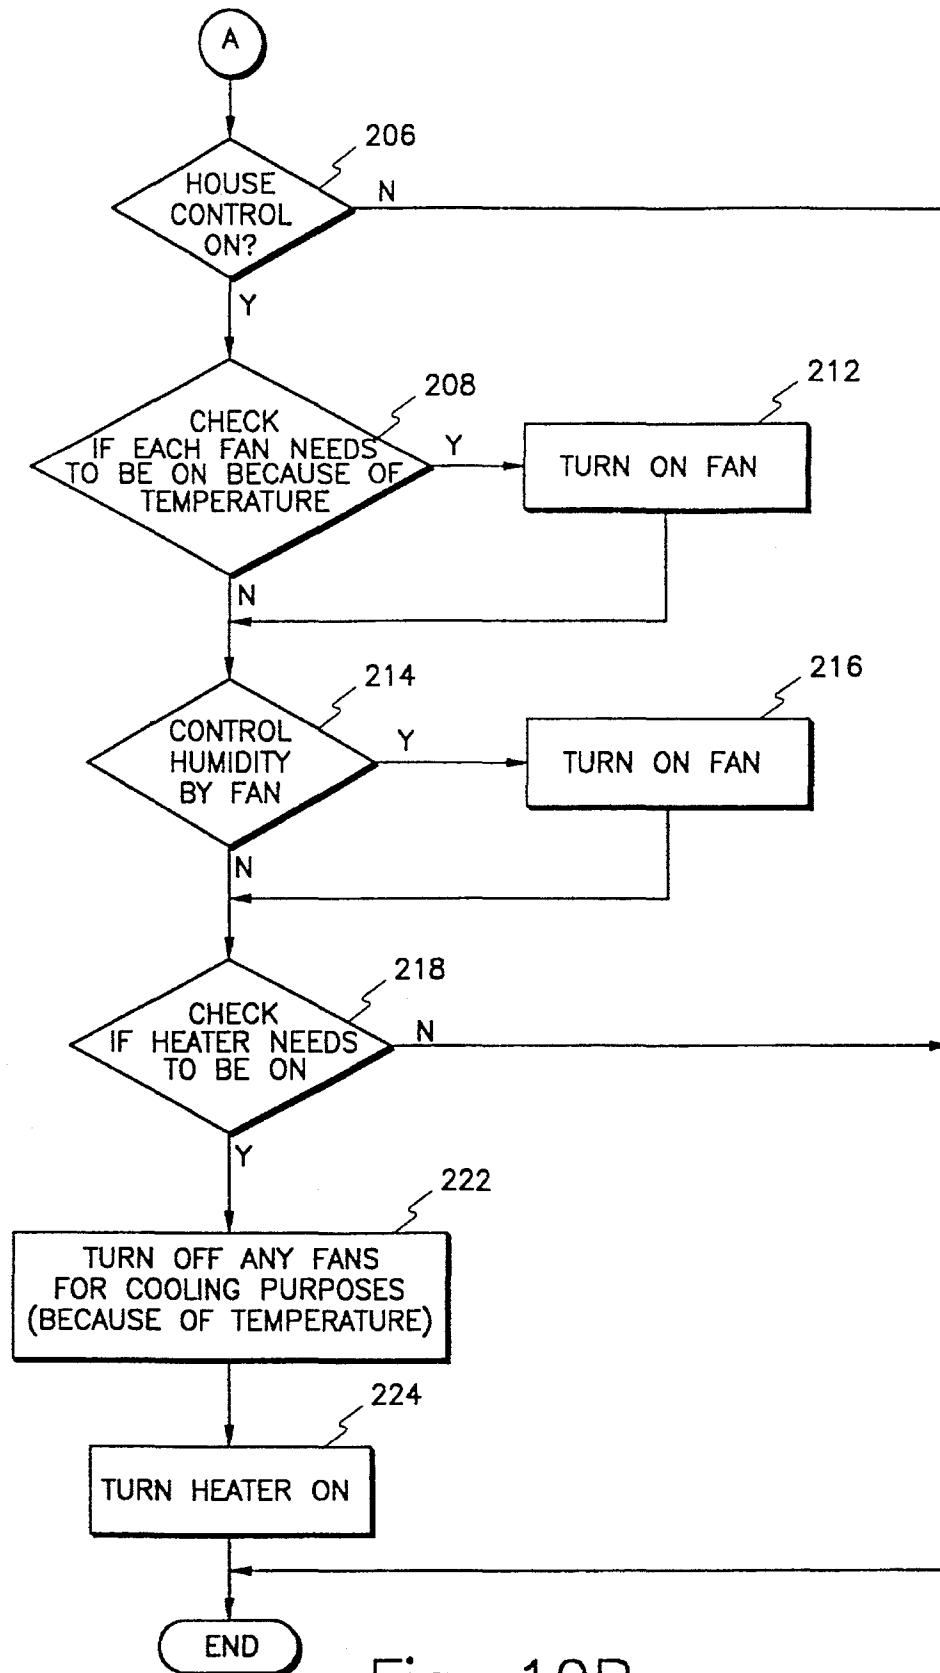 A
206
HOUSE
CONTROL
ON?
N
Y
208
CHECK
IF EACH FAN NEEDS
TO BE ON BECAUSE OF
TEMPERATURE
Y
212
TURN ON FAN
N
214
CONTROL
HUMIDITY
BY FAN
Y
216
TURN ON FAN
N
218
CHECK
IF HEATER NEEDS
TO BE ON
N
Y
222
TURN OFF ANY FANS
FOR COOLING PURPOSES
(BECAUSE OF TEMPERATURE)
224
TURN HEATER ON
END
Fig. 10B